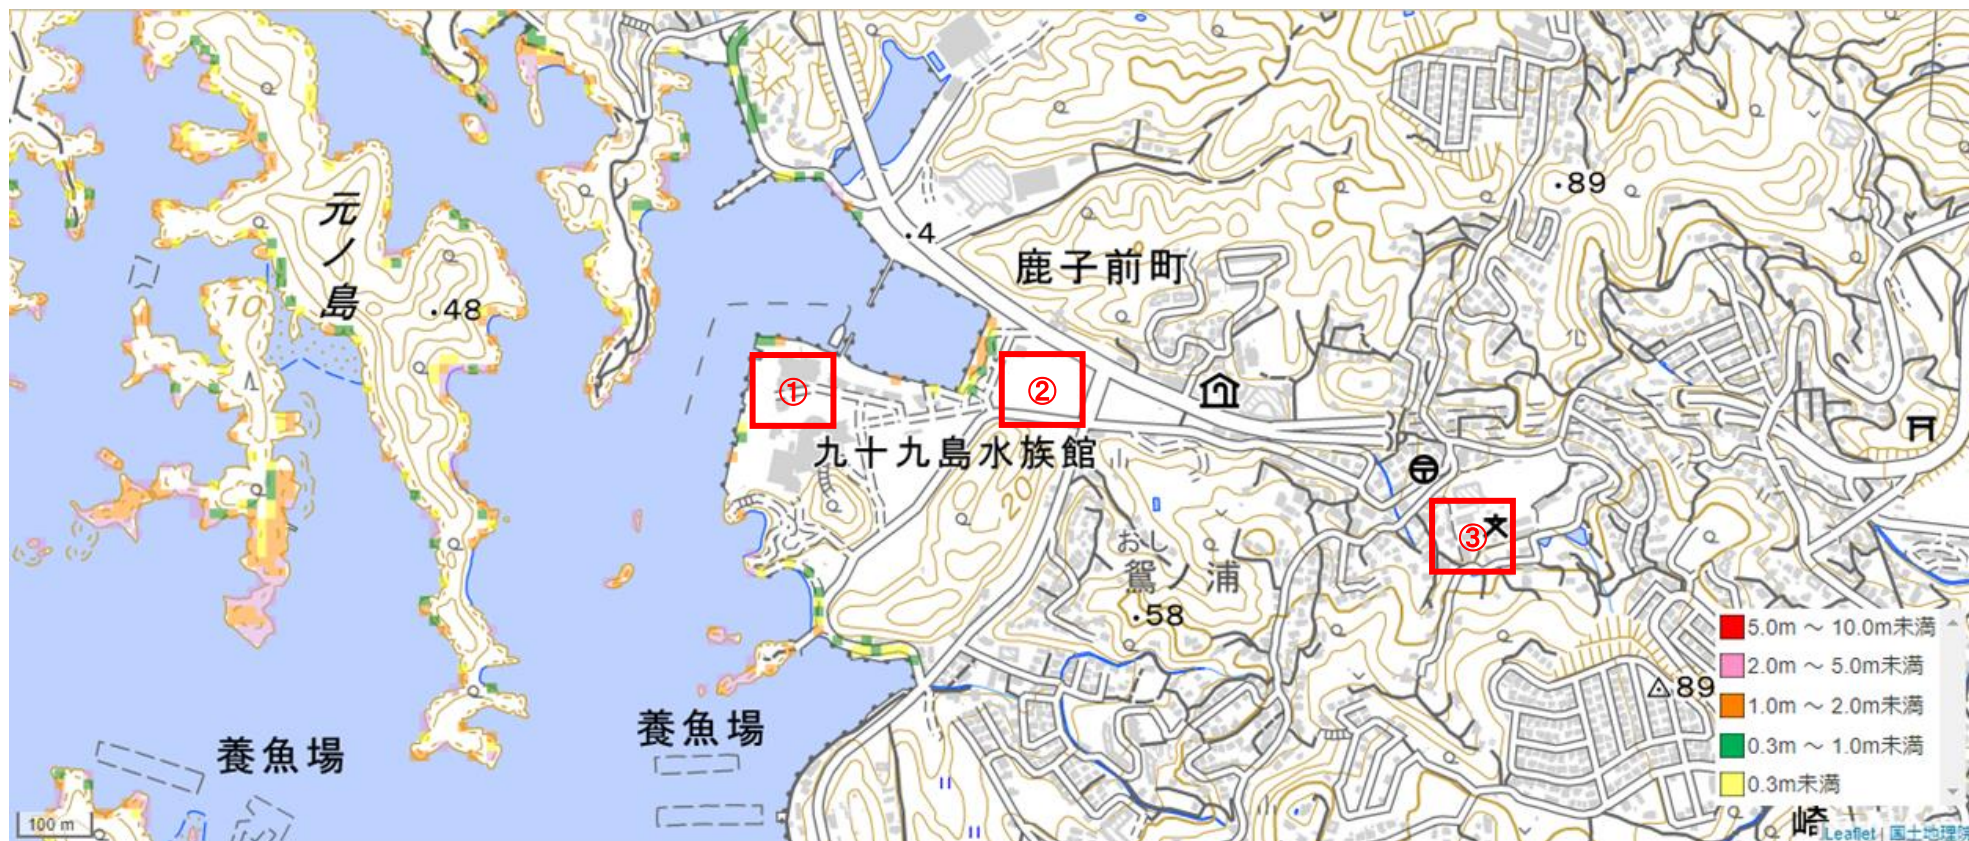 元ノ島
10
48
4
鹿子前町
89
①
②
九十九島水族館
20
③
おし
鴛ノ浦
58
89
5.0m ～ 10.0m未満
2.0m ～ 5.0m未満
1.0m ～ 2.0m未満
0.3m ～ 1.0m未満
0.3m未満
養魚場
養魚場
崎
100 m
Leaflet | 国土地理院